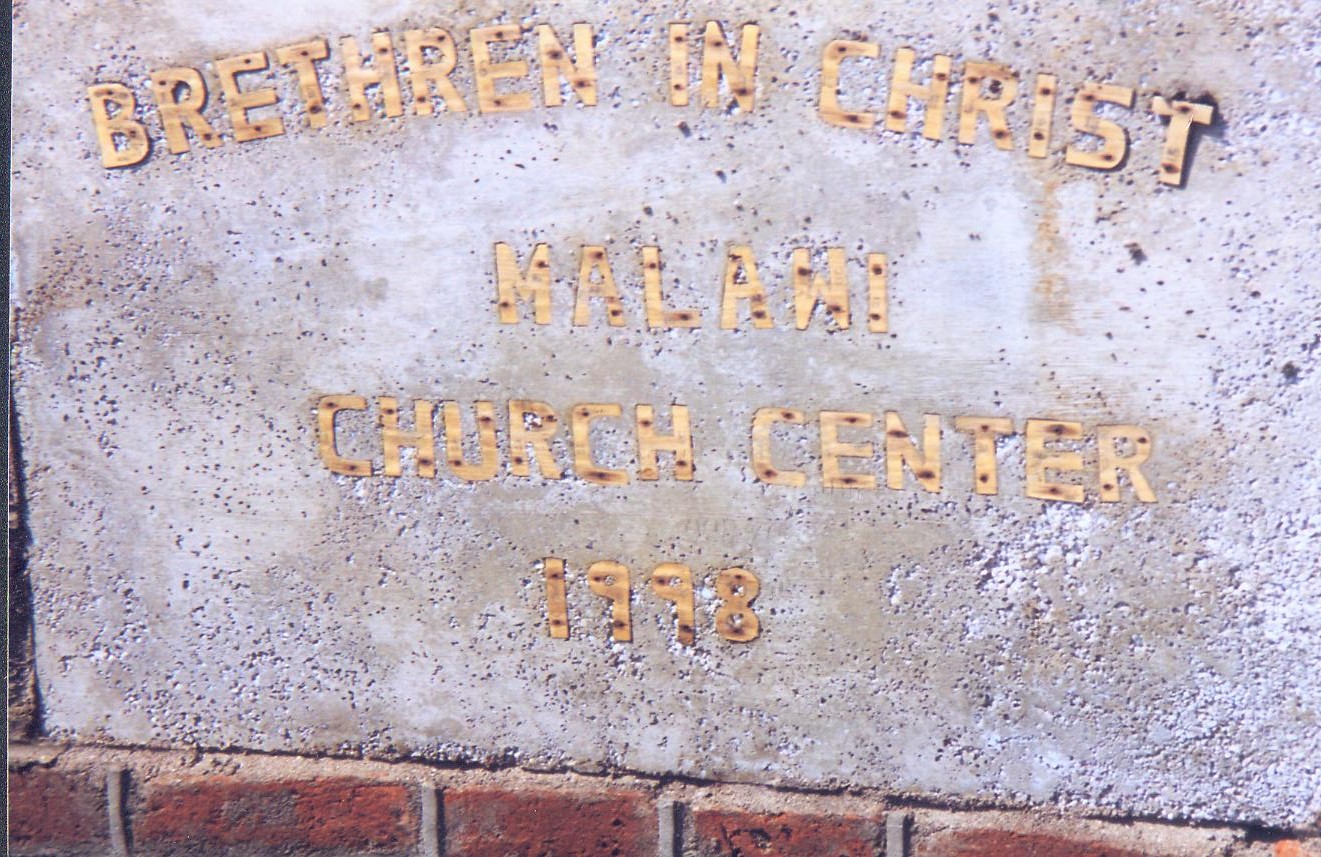 BRETHREN IN CHRIST
MALAWI
CHURCH CENTER
1998